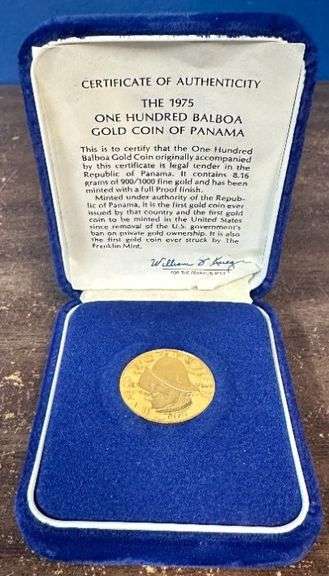 CERTIFICATE OF AUTHENTICITY
THE 1975
ONE HUNDRED BALBOA
GOLD COIN OF PANAMA
This is to certify that the One Hundred
Balboa Gold Coin originally accompanied
by this certificate is legal tender in the
Republic of Panama. It contains 8.16
grams of 900/1000 fine gold and has been
minted with a full Proof finish.
Minted under authority of the Repub-
lic of Panama, it is the first gold coin ever
issued by that country and the first gold
coin to be minted in the United States
since removal of the U.S. government's
ban on private gold ownership. It is also
the first gold coin ever struck by The
Franklin Mint.
William
FOR THE FRANKLIN MINT